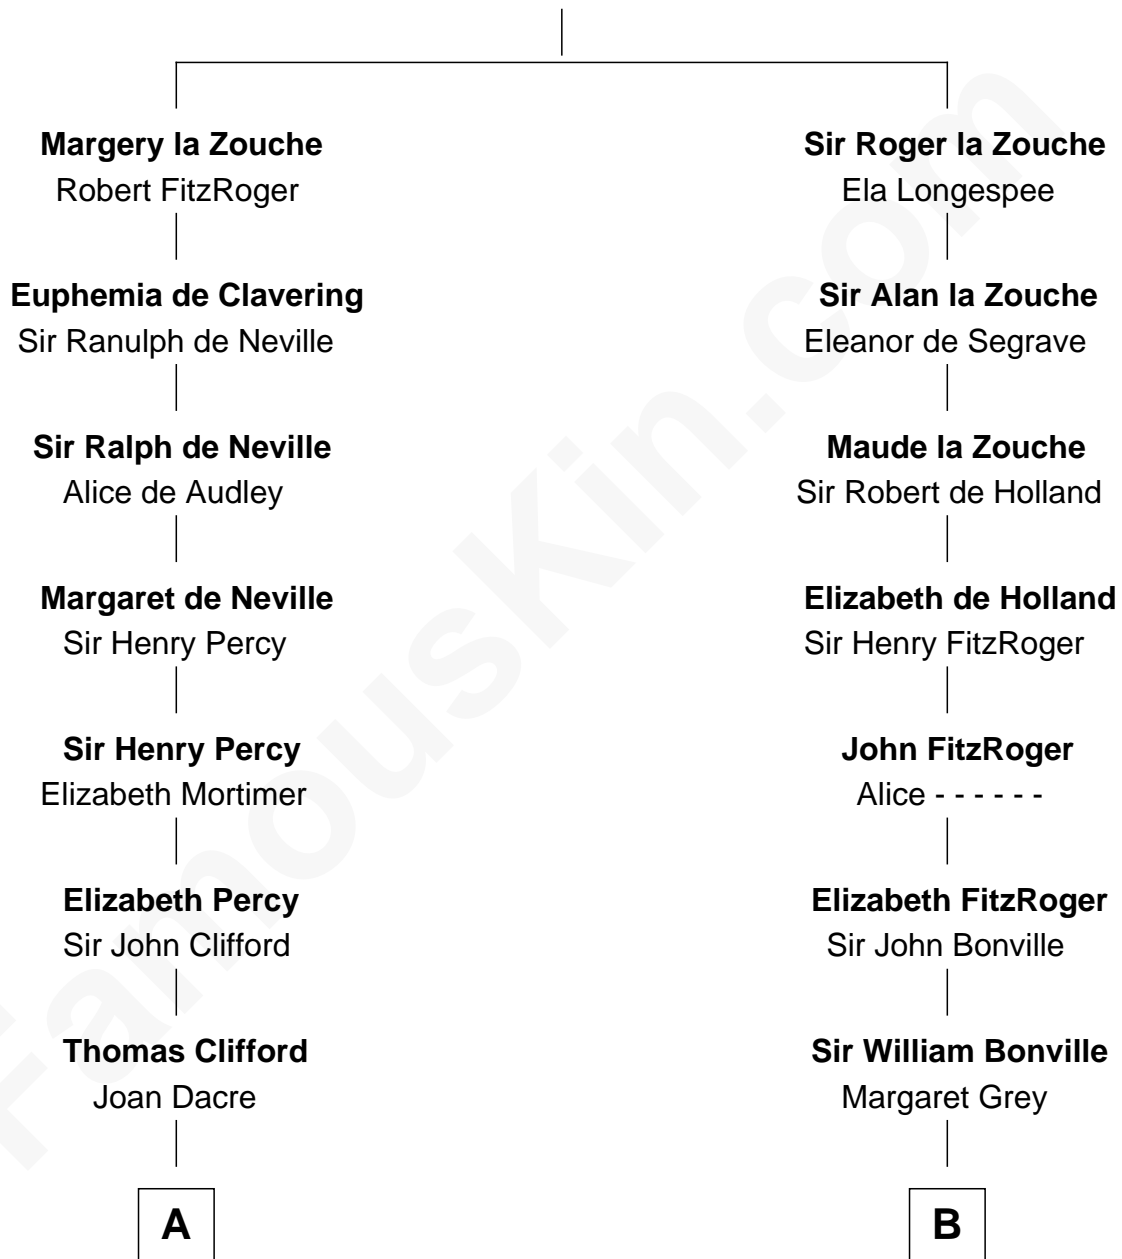 Margery la Zouche
Robert FitzRoger
Euphemia de Clavering
Sir Ranulph de Neville
Sir Ralph de Neville
Alice de Audley
Margaret de Neville
Sir Henry Percy
Sir Henry Percy
Elizabeth Mortimer
Elizabeth Percy
Sir John Clifford
Thomas Clifford
Joan Dacre
A
Sir Roger la Zouche
Ela Longespee
Sir Alan la Zouche
Eleanor de Segrave
Maude la Zouche
Sir Robert de Holland
Elizabeth de Holland
Sir Henry FitzRoger
John FitzRoger
Alice - - - - - -
Elizabeth FitzRoger
Sir John Bonville
Sir William Bonville
Margaret Grey
B
FamousKin.com